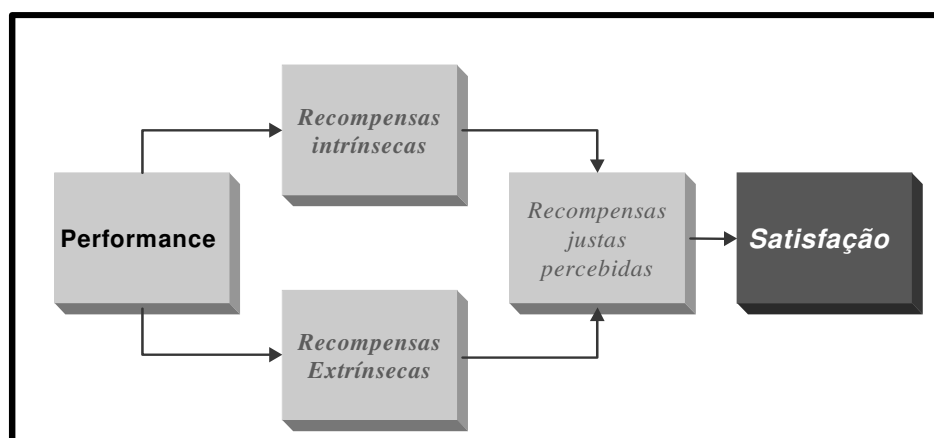 Recompensas
intrínsecas
Performance
Recompensas
justas
percebidas
Satisfação
Recompensas
Extrínsecas